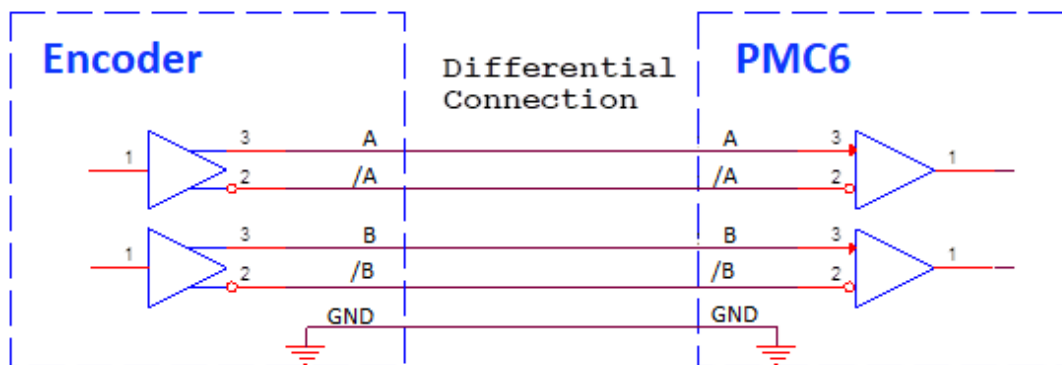 Encoder
Differential
Connection
PMC6
1
3
A
A
3
1
2
/A
/A
2
1
3
B
B
3
1
2
/B
/B
2
GND
GND